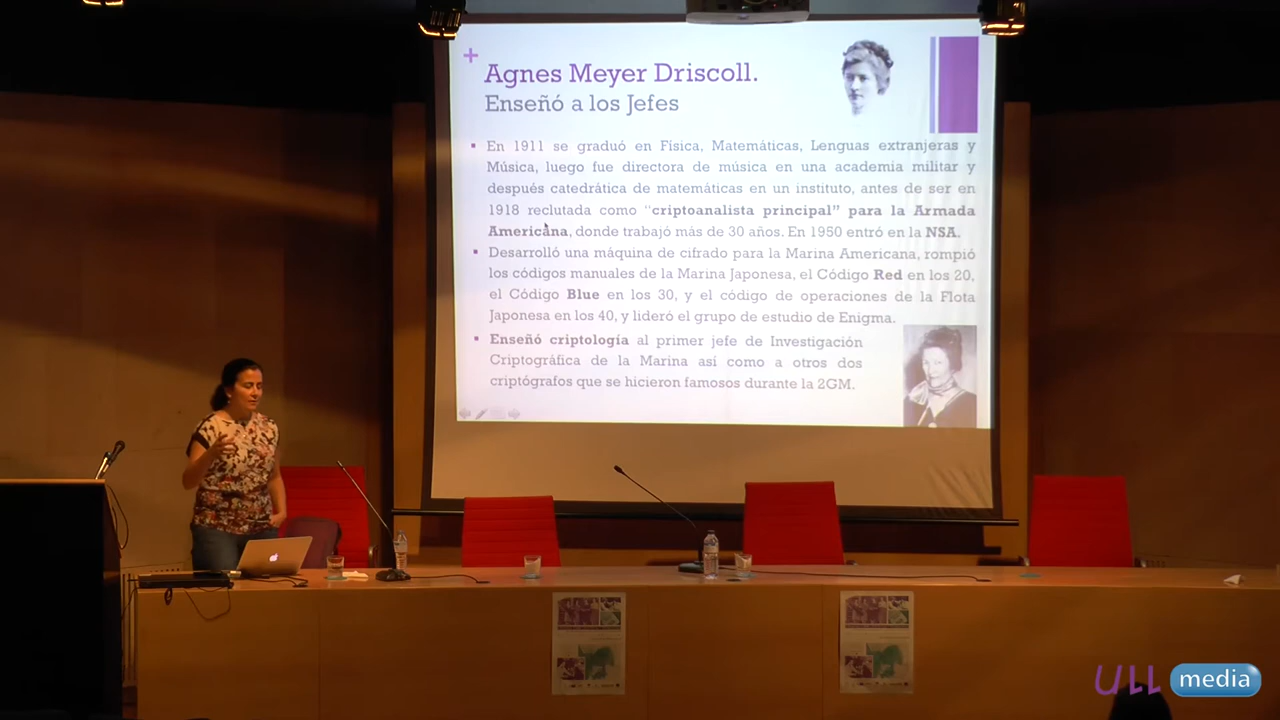 +
Agnes Meyer Driscoll.
Enseñó a los Jefes
▪ En 1911 se graduó en Física, Matemáticas, Lenguas extranjeras y
Música, luego fue directora de música en una academia militar y
después catedrática de matemáticas en un instituto, antes de ser en
1918 reclutada como “criptoanalista principal” para la Armada
Americana, donde trabajó más de 30 años. En 1950 entró en la NSA.
▪ Desarrolló una máquina de cifrado para la Marina Americana, rompió
los códigos manuales de la Marina Japonesa, el Código Red en los 20,
el Código Blue en los 30, y el código de operaciones de la Flota
Japonesa en los 40, y lideró el grupo de estudio de Enigma.
▪ Enseñó criptología al primer jefe de Investigación
Criptográfica de la Marina así como a otros dos
criptógrafos que se hicieron famosos durante la 2GM.
ULL media